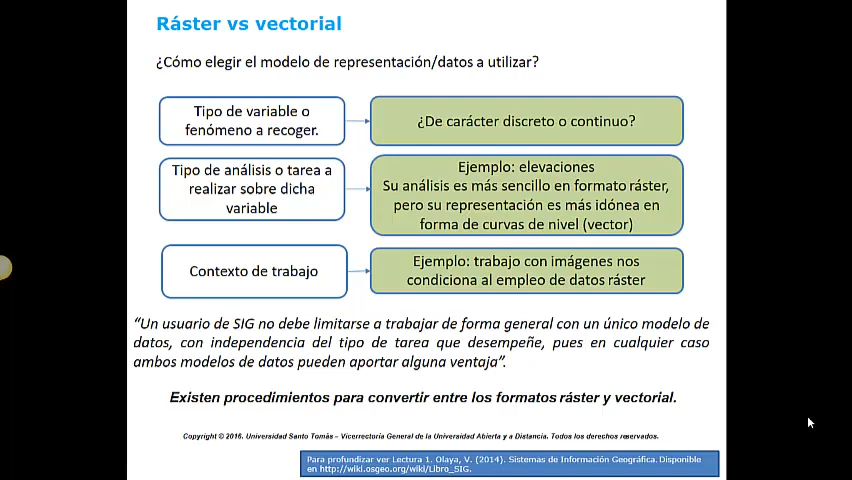 Ráster vs vectorial
¿Cómo elegir el modelo de representación/datos a utilizar?
Tipo de variable o
fenómeno a recoger.
¿De carácter discreto o continuo?
Tipo de análisis o tarea a
realizar sobre dicha
variable
Ejemplo: elevaciones
Su análisis es más sencillo en formato ráster,
pero su representación es más idónea en
forma de curvas de nivel (vector)
Contexto de trabajo
Ejemplo: trabajo con imágenes nos
condiciona al empleo de datos ráster
“Un usuario de SIG no debe limitarse a trabajar de forma general con un único modelo de
datos, con independencia del tipo de tarea que desempeñe, pues en cualquier caso
ambos modelos de datos pueden aportar alguna ventaja”.
Existen procedimientos para convertir entre los formatos ráster y vectorial.
Copyright © 2016. Universidad Santo Tomás – Vicerrectoría General de la Universidad Abierta y a Distancia. Todos los derechos reservados.
Para profundizar ver Lectura 1. Olaya, V. (2014). Sistemas de Información Geográfica. Disponible
en http://wiki.osgeo.org/wiki/Libro_SIG.